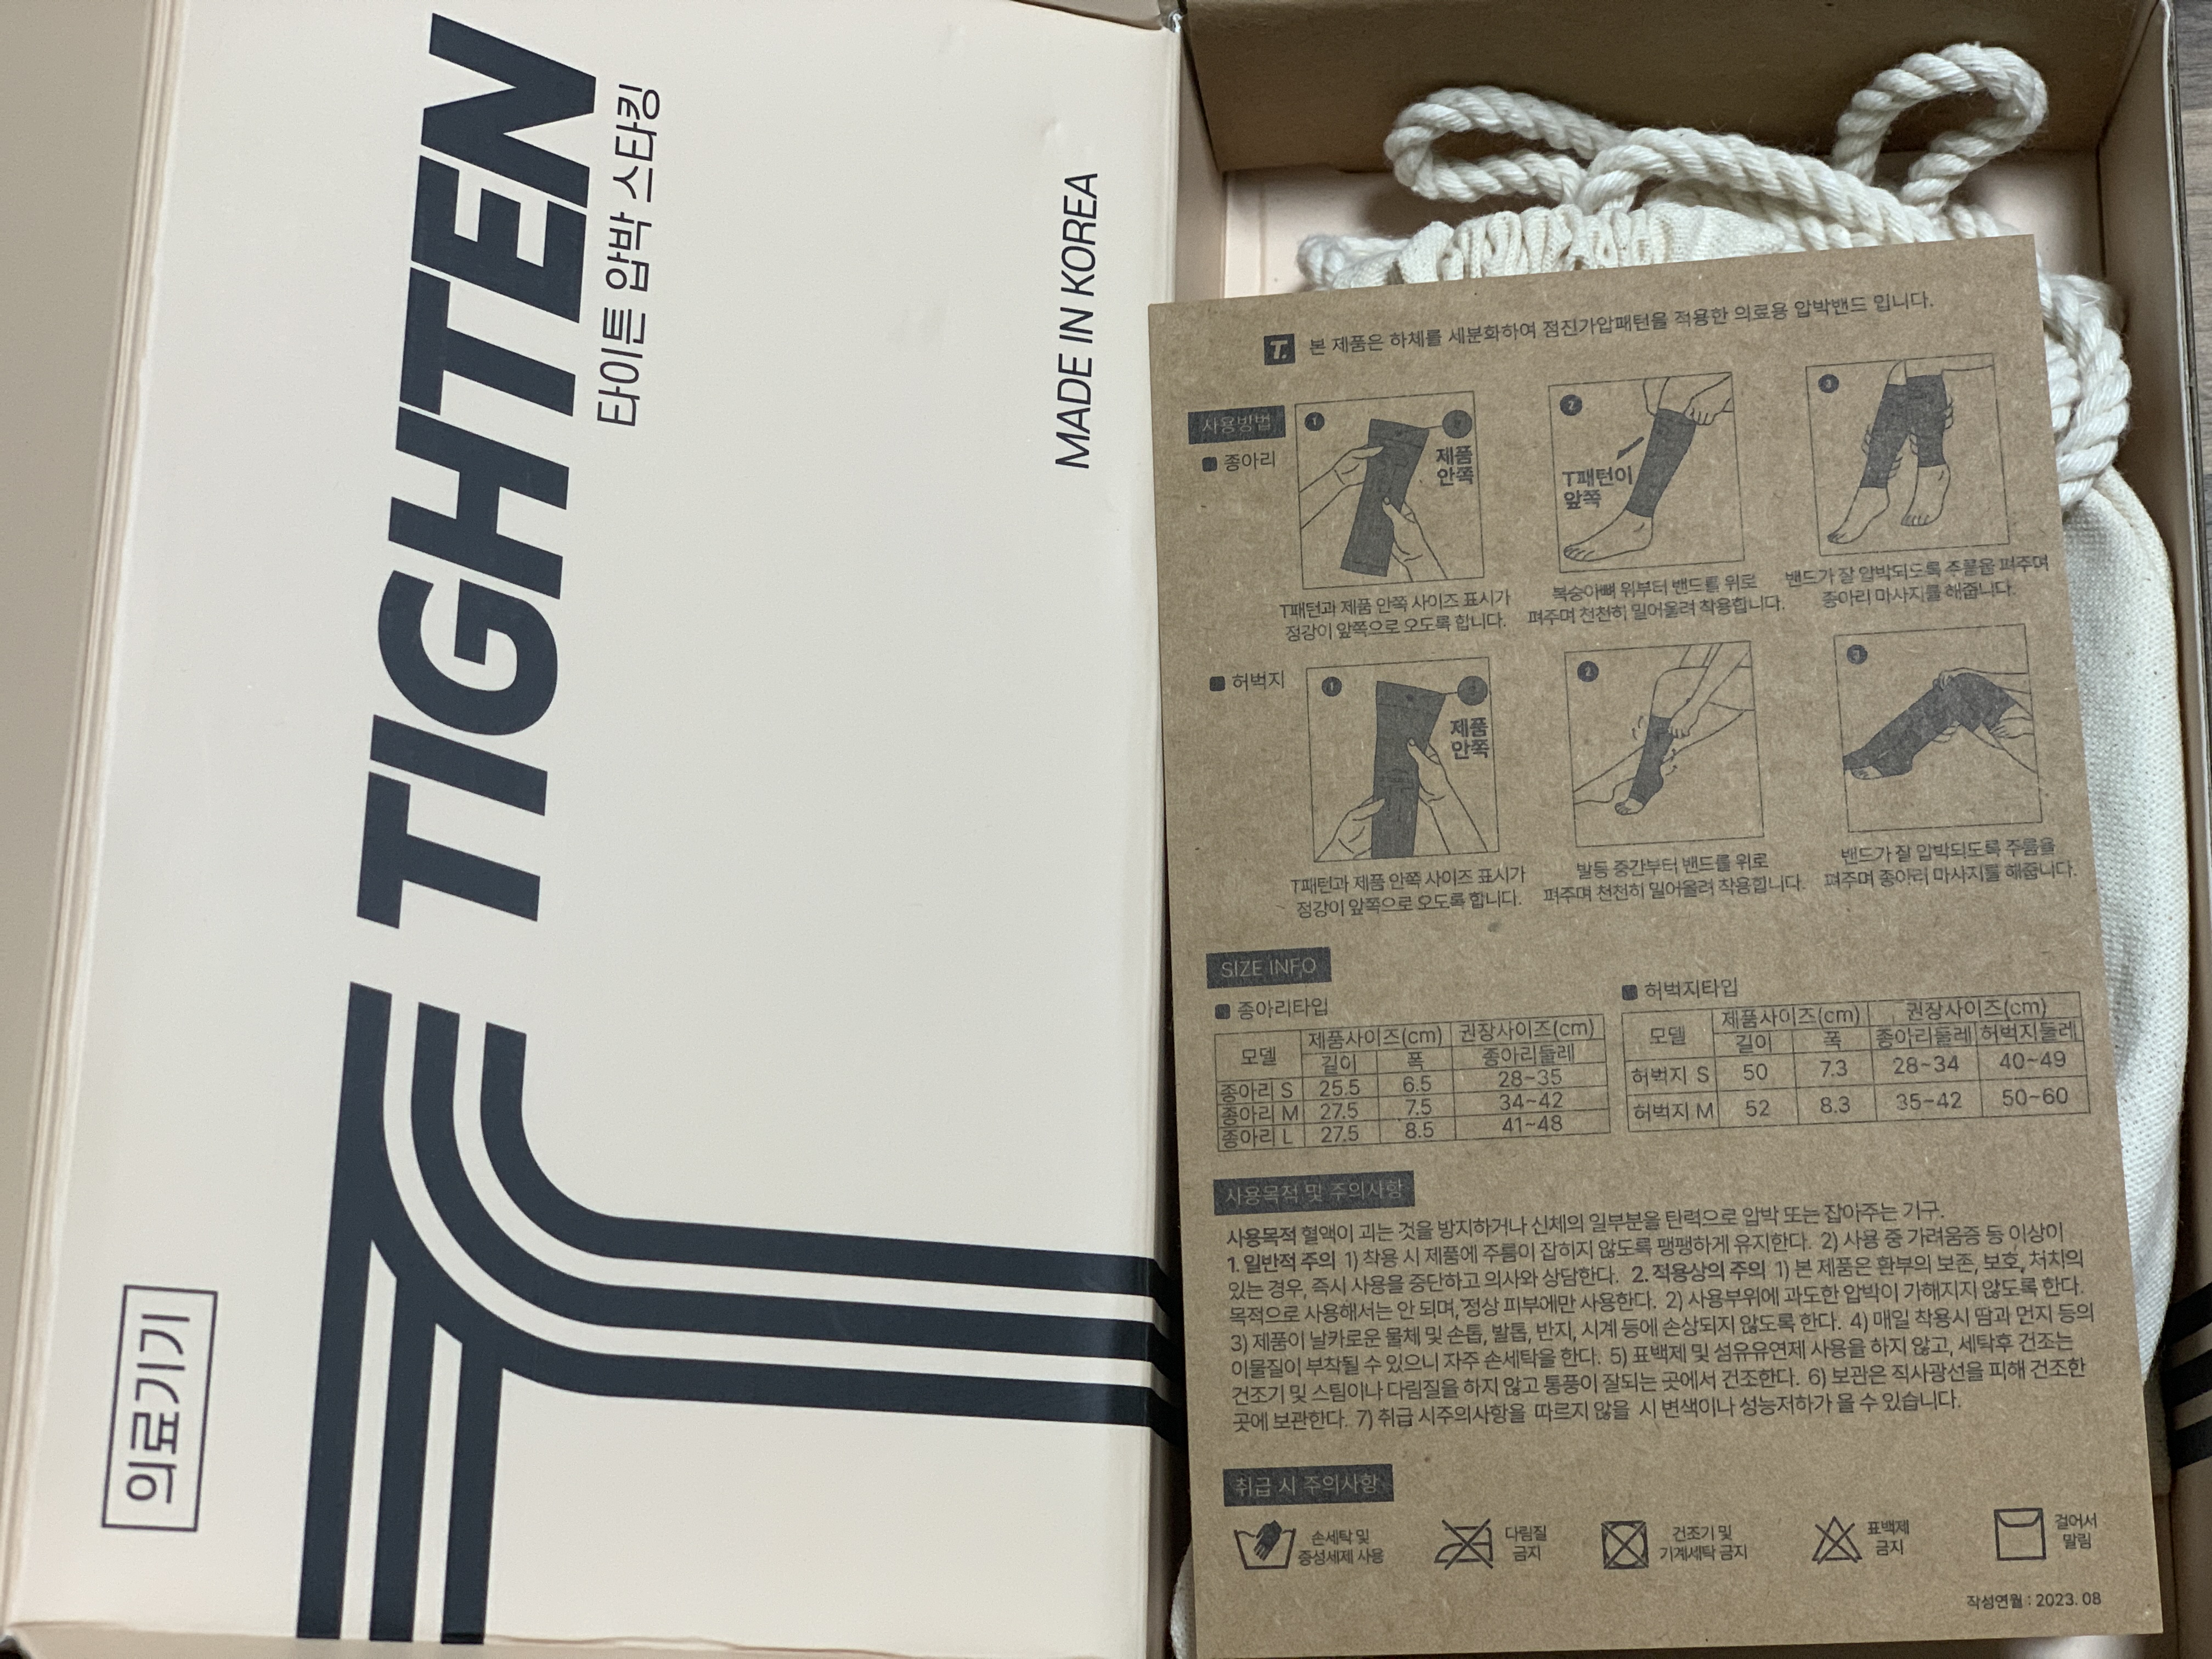 TIGHTEN
타이튼 압박 스타킹
MADE IN KOREA
의료기기
T. 본 제품은 하체를 세분화하여 점진가압패턴을 적용한 의료용 압박밴드 입니다.
사용방법
종아리
1
제품
안쪽
2
T패턴이
앞쪽
3
T패턴과 제품 안쪽 사이즈 표시가
정강이 앞쪽으로 오도록 합니다.
복숭아뼈 위부터 밴드를 위로
펴주며 천천히 밀어올려 착용합니다.
밴드가 잘 압박되도록 주물음 펴주며
종아리 마사지를 해줍니다.
허벅지
1
제품
안쪽
2
3
T패턴과 제품 안쪽 사이즈 표시가
정강이 앞쪽으로 오도록 합니다.
발등 중간부터 밴드를 위로
펴주며 천천히 밀어올려 착용합니다.
밴드가 잘 압박되도록 주름을
펴주며 종아리 마사지를 해줍니다.
SIZE INFO
종아리타입
모델 제품사이즈(cm) 권장사이즈(cm)
길이 폭 종아리둘레
종아리 S 25.5 6.5 28~35
종아리 M 27.5 7.5 34~42
종아리 L 27.5 8.5 41~48
허벅지타입
모델 제품사이즈(cm) 권장사이즈(cm)
길이 폭 종아리둘레 허벅지둘레
허벅지 S 50 7.3 28~34 40~49
허벅지 M 52 8.3 35~42 50~60
사용목적 및 주의사항
사용목적 혈액이 괴는 것을 방지하거나 신체의 일부분을 탄력으로 압박 또는 잡아주는 기구.
1. 일반적 주의 1) 착용 시 제품에 주름이 잡히지 않도록 팽팽하게 유지한다. 2) 사용 중 가려움증 등 이상이
있는 경우, 즉시 사용을 중단하고 의사와 상담한다. 2. 적용상의 주의 1) 본 제품은 환부의 보존, 보호, 처치의
목적으로 사용해서는 안 되며, 정상 피부에만 사용한다. 2) 사용부위에 과도한 압박이 가해지지 않도록 한다.
3) 제품이 날카로운 물체 및 손톱, 발톱, 반지, 시계 등에 손상되지 않도록 한다. 4) 매일 착용시 땀과 먼지 등의
이물질이 부착될 수 있으니 자주 손세탁을 한다. 5) 표백제 및 섬유유연제 사용을 하지 않고, 세탁후 건조는
건조기 및 스팀이나 다림질을 하지 않고 통풍이 잘되는 곳에서 건조한다. 6) 보관은 직사광선을 피해 건조한
곳에 보관한다. 7) 취급 시주의사항을 따르지 않을 시 변색이나 성능저하가 올 수 있습니다.
취급 시 주의사항
손세탁 및
중성세제 사용
다림질
금지
건조기 및
기계세탁 금지
표백제
금지
걸어서
말림
작성연월 : 2023. 08